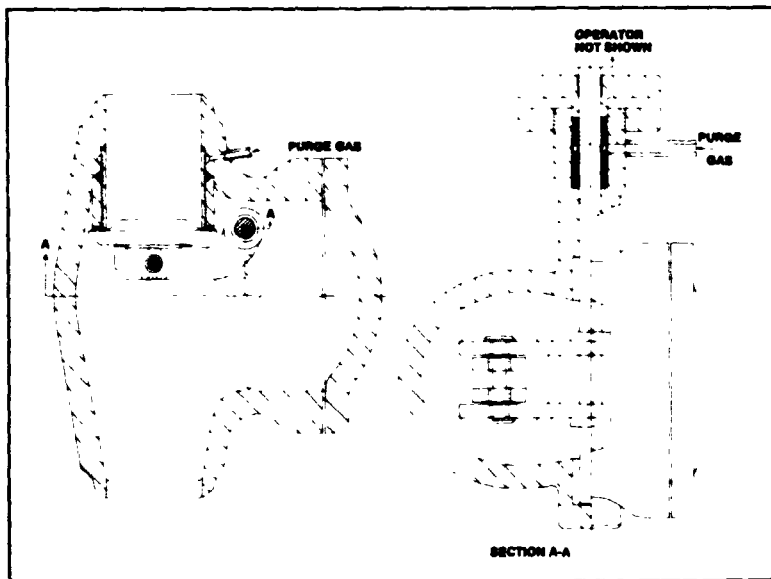 OPERATOR
NOT SHOWN
PURGE GAS
PURGE
GAS
A
A
SECTION A-A